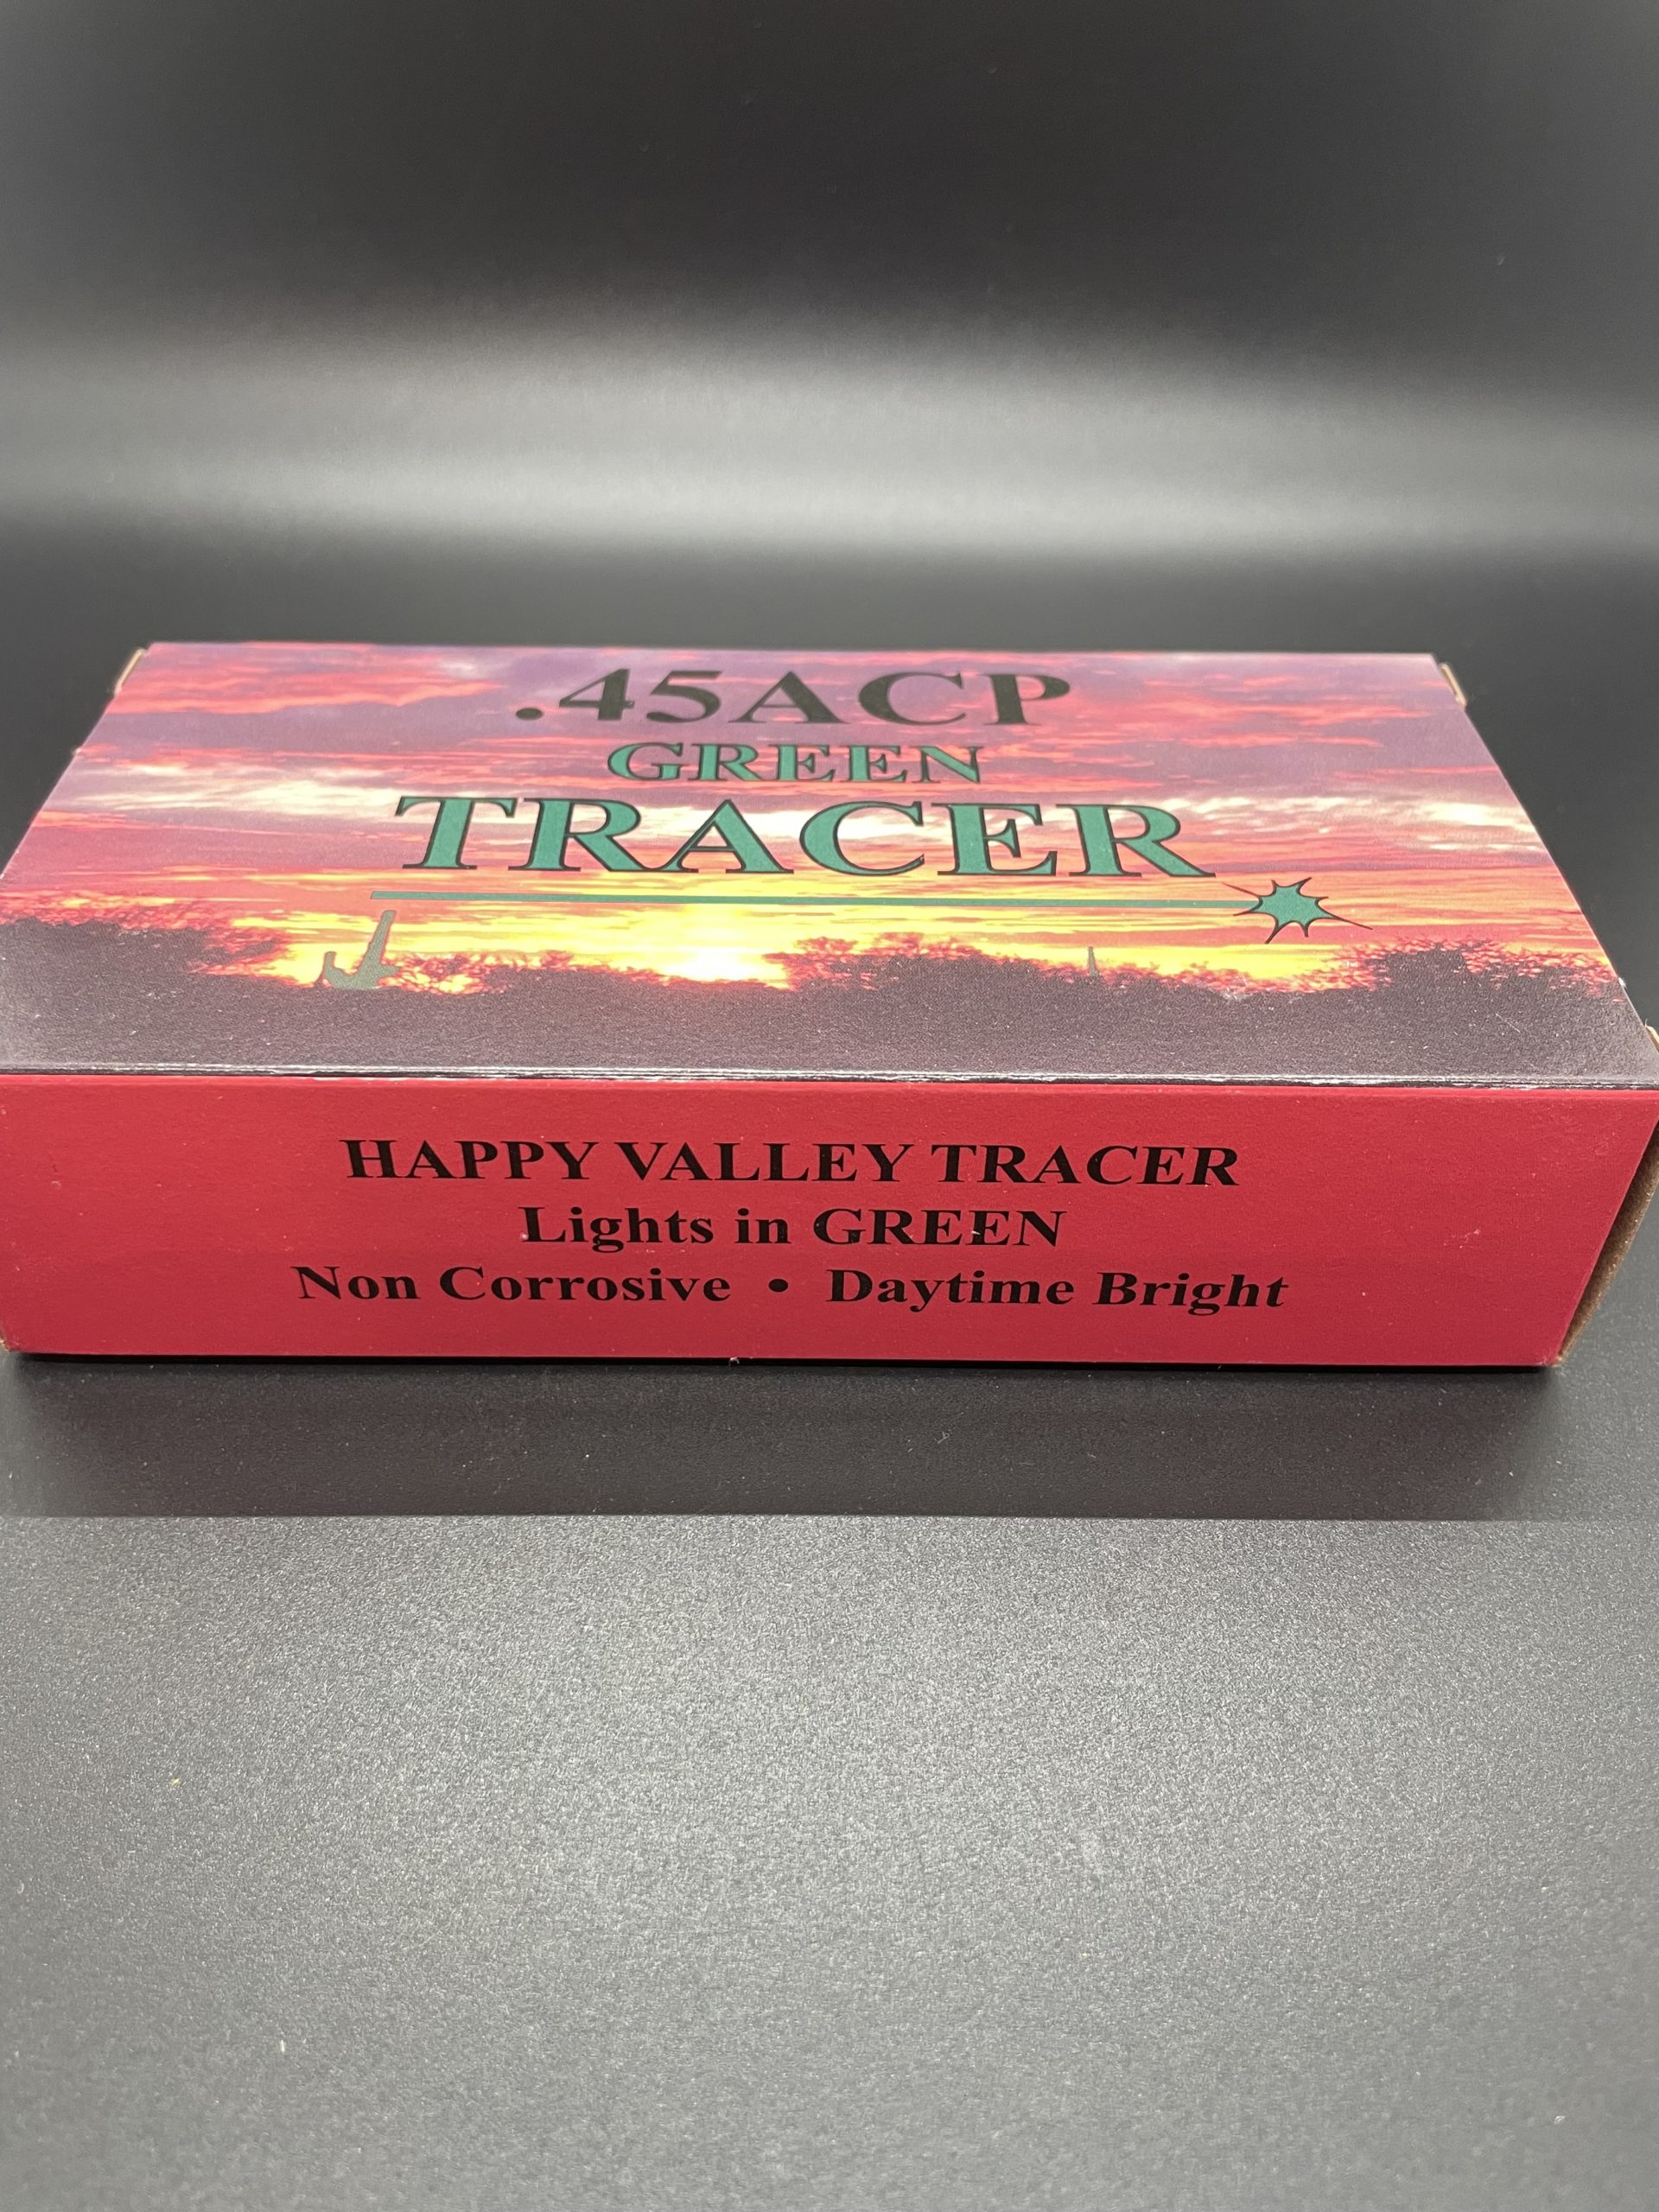 .45ACP
GREEN
TRACER
HAPPY VALLEY TRACER
Lights in GREEN
Non Corrosive • Daytime Bright